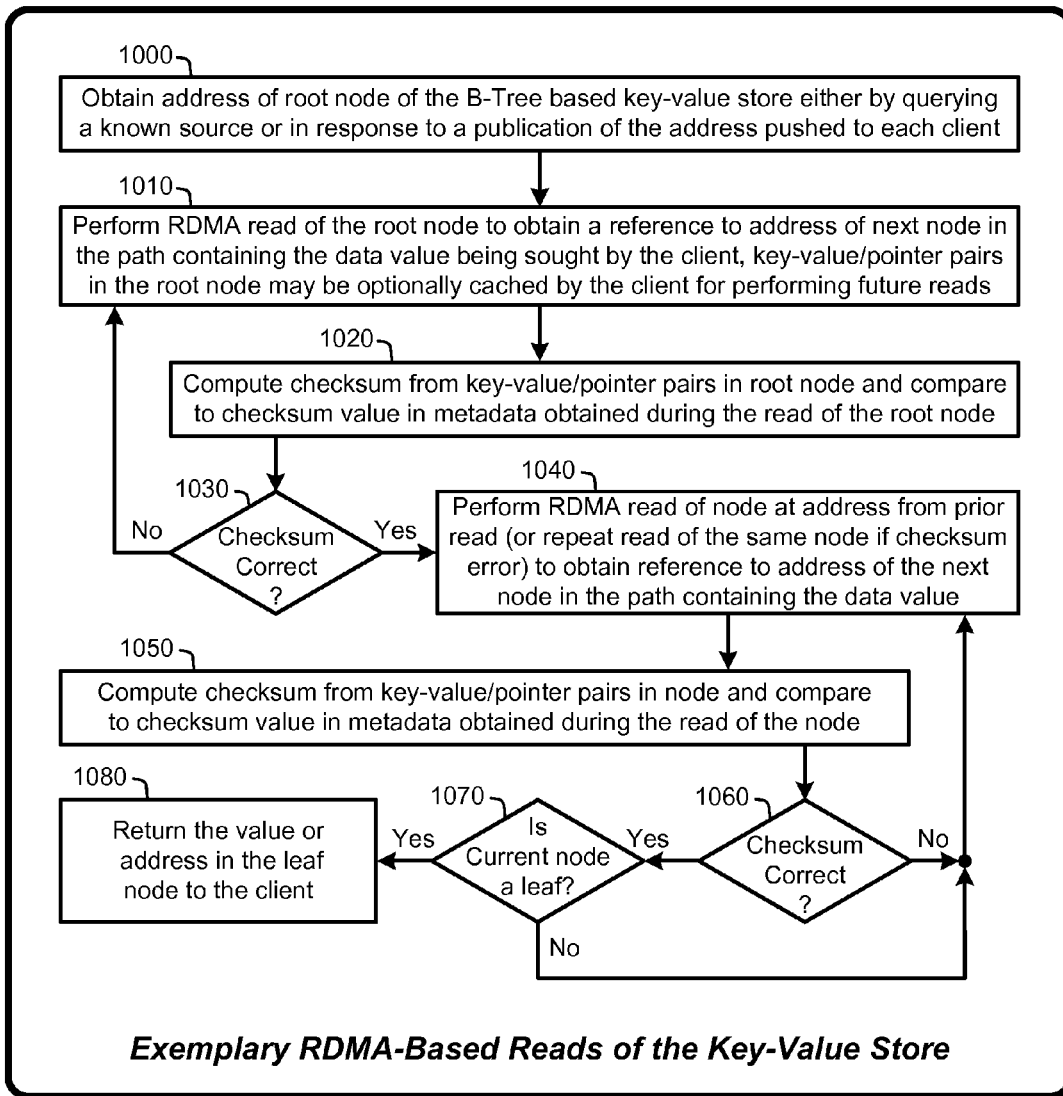 1000
Obtain address of root node of the B-Tree based key-value store either by querying
a known source or in response to a publication of the address pushed to each client
1010
Perform RDMA read of the root node to obtain a reference to address of next node in
the path containing the data value being sought by the client, key-value/pointer pairs
in the root node may be optionally cached by the client for performing future reads
1020
Compute checksum from key-value/pointer pairs in root node and compare
to checksum value in metadata obtained during the read of the root node
1030
No
Checksum
Correct
?
Yes
1040
Perform RDMA read of node at address from prior
read (or repeat read of the same node if checksum
error) to obtain reference to address of the next
node in the path containing the data value
1050
Compute checksum from key-value/pointer pairs in node and compare
to checksum value in metadata obtained during the read of the node
1060
Checksum
Correct
?
No
Yes
1070
Is
Current node
a leaf?
Yes
No
1080
Return the value or
address in the leaf
node to the client
Exemplary RDMA-Based Reads of the Key-Value Store